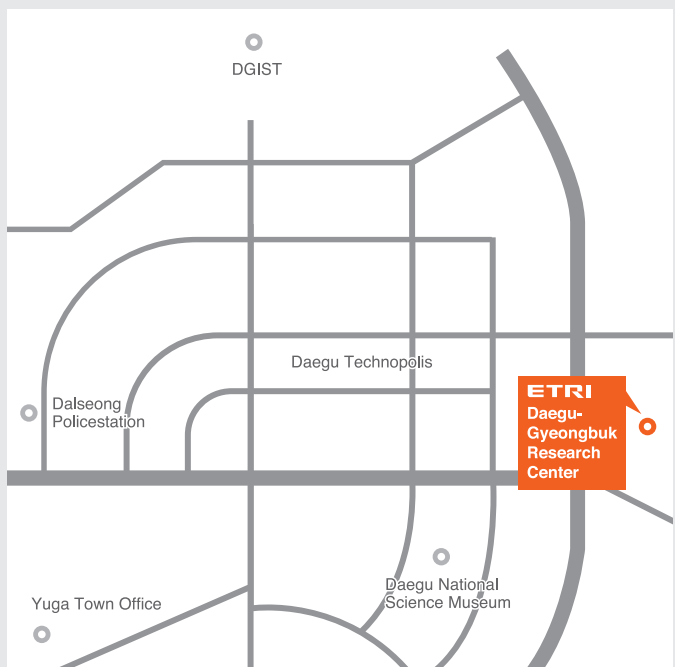 DGIST
Daegu Technopolis
ETRI
Daegu-
Gyeongbuk
Research
Center
Dalseong
Policestation
Daegu National
Science Museum
Yuga Town Office